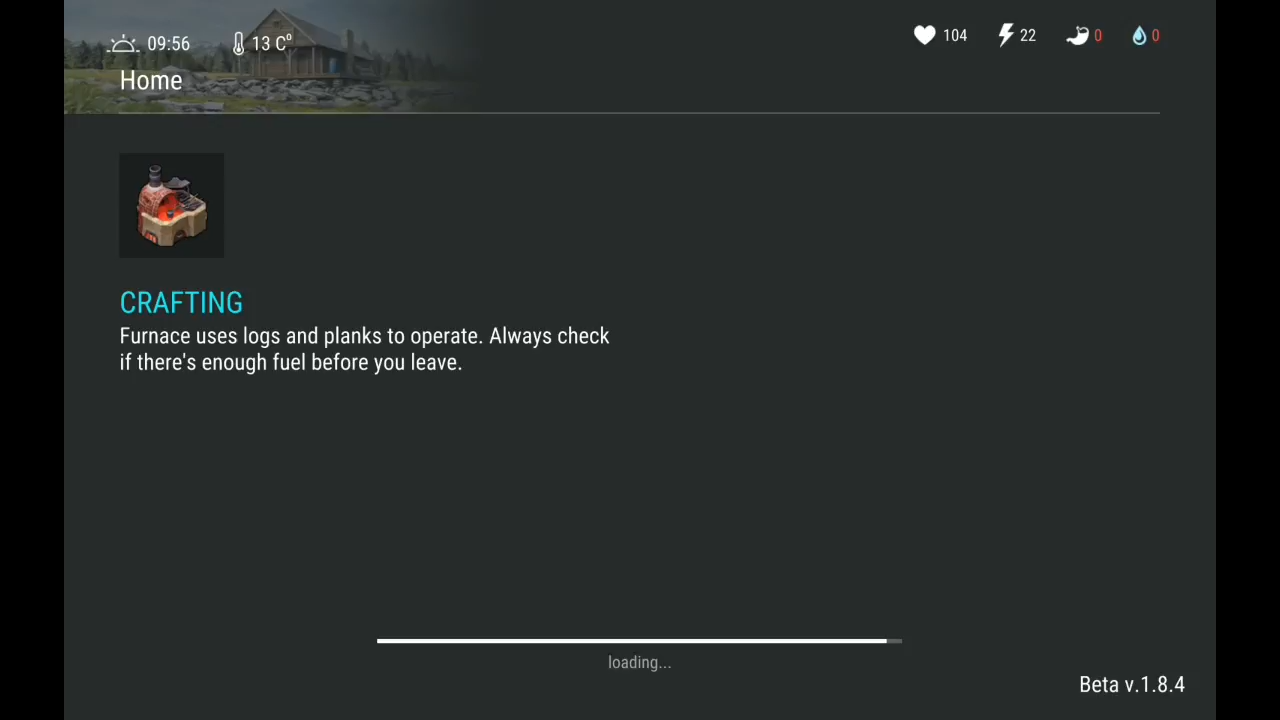 09:56 13 C°
104 22 0 0
Home
CRAFTING
Furnace uses logs and planks to operate. Always check
if there's enough fuel before you leave.
loading...
Beta v.1.8.4